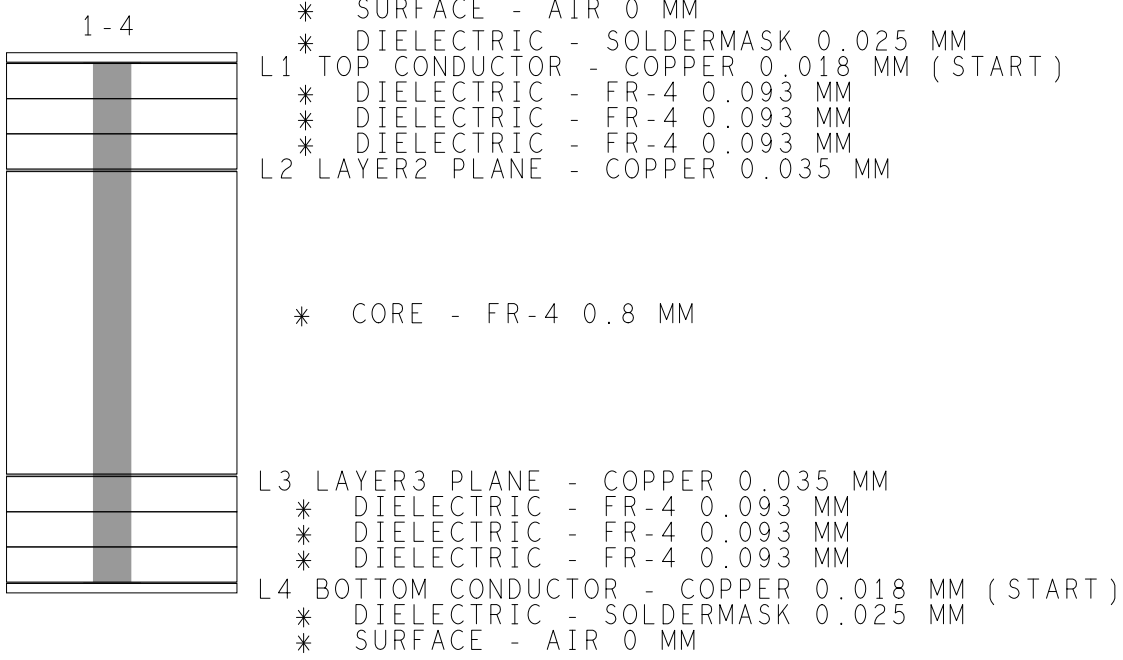 * SURFACE - AIR 0 MM
1-4
* DIELECTRIC - SOLDERMASK 0.025 MM
L1 TOP CONDUCTOR - COPPER 0.018 MM (START)
* DIELECTRIC - FR-4 0.093 MM
* DIELECTRIC - FR-4 0.093 MM
* DIELECTRIC - FR-4 0.093 MM
L2 LAYER2 PLANE - COPPER 0.035 MM
* CORE - FR-4 0.8 MM
L3 LAYER3 PLANE - COPPER 0.035 MM
* DIELECTRIC - FR-4 0.093 MM
* DIELECTRIC - FR-4 0.093 MM
* DIELECTRIC - FR-4 0.093 MM
L4 BOTTOM CONDUCTOR - COPPER 0.018 MM (START)
* DIELECTRIC - SOLDERMASK 0.025 MM
* SURFACE - AIR 0 MM